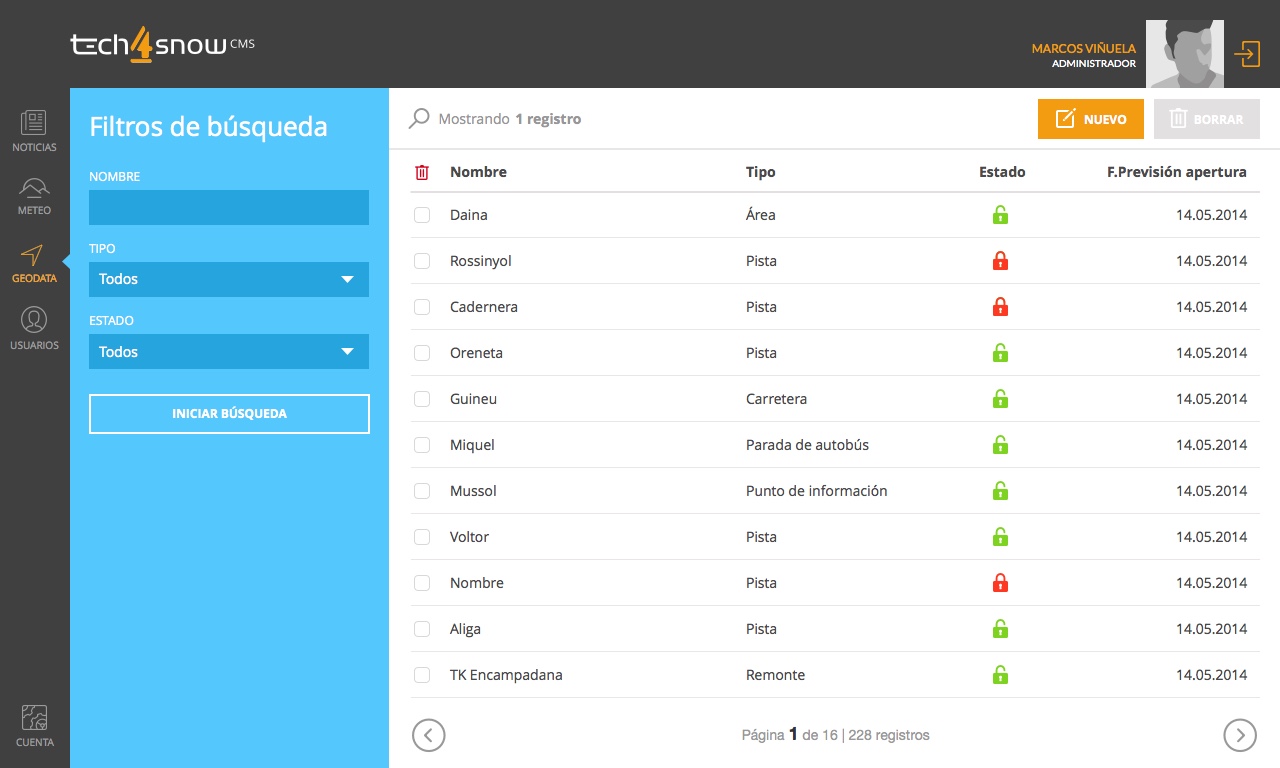 tech4snow CMS
MARCOS VIÑUELA
ADMINISTRADOR
NOTICIAS
METEO
GEODATA
USUARIOS
CUENTA
Filtros de búsqueda
NOMBRE
TIPO
Todos
ESTADO
Todos
INICIAR BÚSQUEDA
Mostrando 1 registro
NUEVO
BORRAR
Nombre Tipo Estado F.Previsión apertura
Daina Área 14.05.2014
Rossinyol Pista 14.05.2014
Cadernera Pista 14.05.2014
Oreneta Pista 14.05.2014
Guineu Carretera 14.05.2014
Miquel Parada de autobús 14.05.2014
Mussol Punto de información 14.05.2014
Voltor Pista 14.05.2014
Nombre Pista 14.05.2014
Aliga Pista 14.05.2014
TK Encampadana Remonte 14.05.2014
Página 1 de 16 | 228 registros